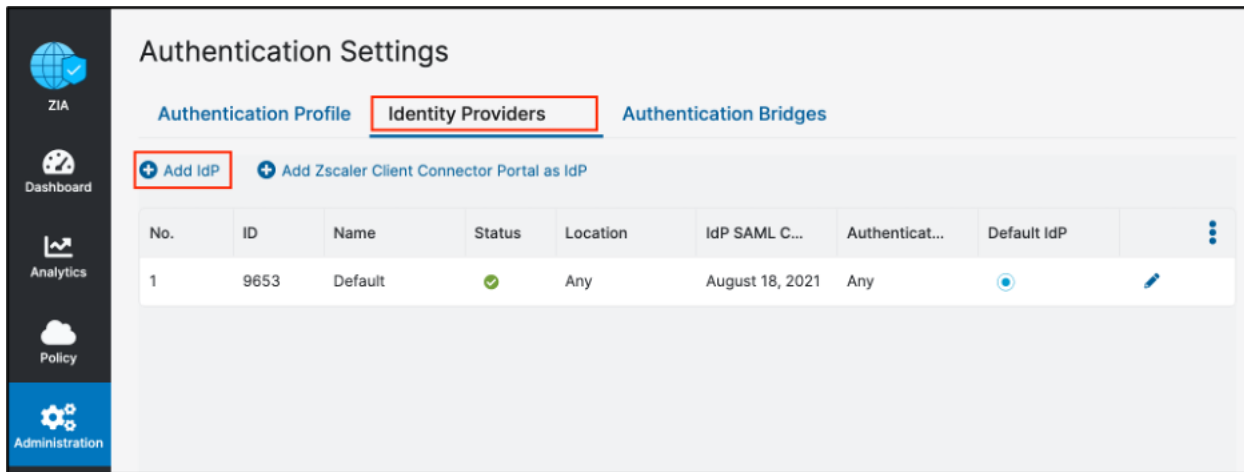 Authentication Settings
ZIA
Authentication Profile Identity Providers Authentication Bridges
Add IdP Add Zscaler Client Connector Portal as IdP
Dashboard
No. ID Name Status Location IdP SAML C... Authenticat... Default IdP
Analytics
1 9653 Default Any August 18, 2021 Any
Policy
Administration